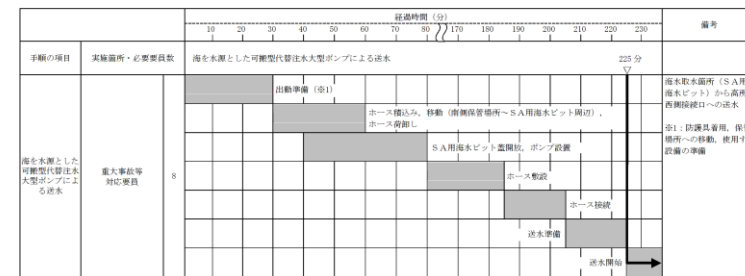 経過時間（分）
備考
10 20 30 40 50 60 70 80 170 180 190 200 210 220 230
手順の項目
実施箇所・必要要員数
海を水源とした可搬型代替注水大型ポンプによる送水
225 分
海を水源とした
可搬型代替注水
大型ポンプによ
る送水
重大事故等
対応要員
8
出動準備（※1）
ホース積込み，移動（南側保管場所～ＳＡ用海水ピット周辺），
ホース荷卸し
ＳＡ用海水ピット蓋開放，ポンプ設置
ホース敷設
ホース接続
送水準備
送水開始
海水取水箇所（ＳＡ用
海水ピット）から高所
西側接続口への送水
※1：防護具着用，保管
場所への移動，使用す
設備の準備